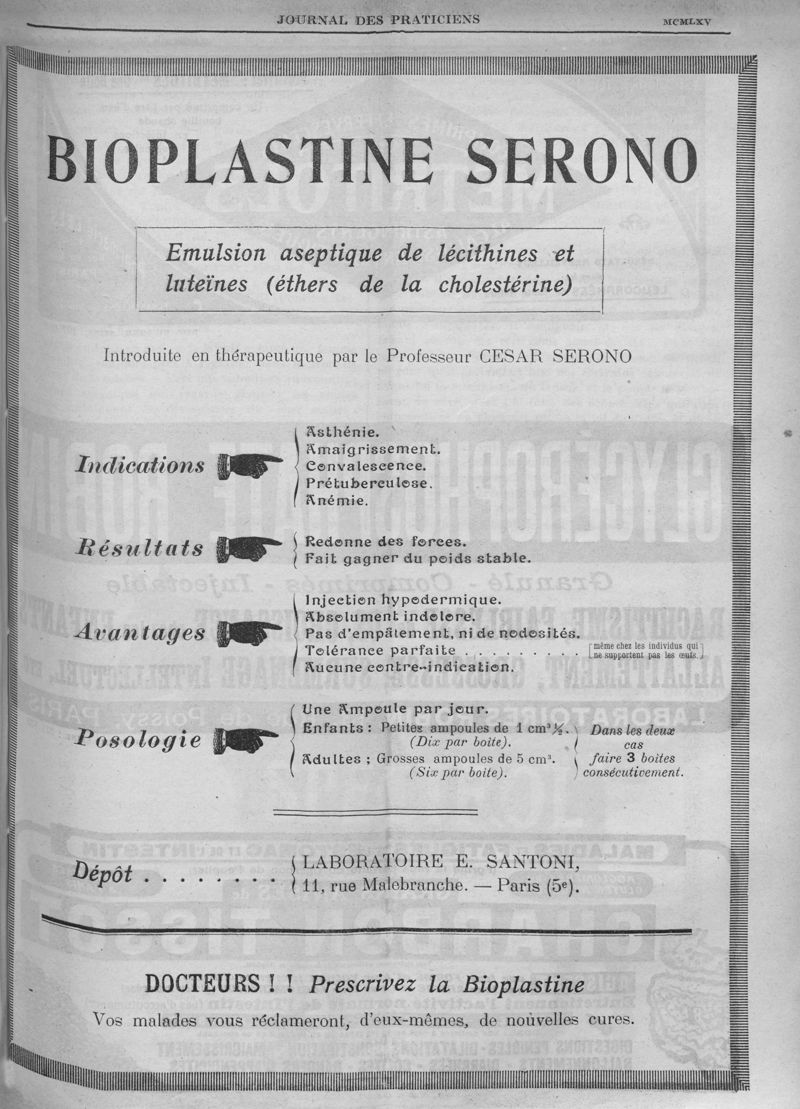 JOURNAL DES PRATICIENS MCMLXV
BIOPLASTINE SERONO
Emulsion aseptique de lécithines et
luteïnes (éthers de la cholestérine)
Introduite en thérapeutique par le Professeur CESAR SERONO
Indications
Asthénie.
Amaigrissement.
Convalescence.
Prétuberculose.
Anémie.
Résultats
Redonne des forces.
Fait gagner du poids stable.
Avantages
Injection hypodermique.
Absolument indolore.
Pas d'empâtement, ni de nodosités.
Tolérance parfaite . . . . . . . . . [même chez les individus qui
ne supportent pas les œufs.]
Aucune contre-indication.
Posologie
Une Ampoule par jour.
Enfants : Petites ampoules de 1 cm³ ½.
(Dix par boite).
Adultes ; Grosses ampoules de 5 cm³.
(Six par boite).
Dans les deux
cas
faire 3 boites
consécutivement.
Dépôt . . . . . . . .
LABORATOIRE E. SANTONI,
11, rue Malebranche. — Paris (5e).
DOCTEURS ! ! Prescrivez la Bioplastine
Vos malades vous réclameront, d'eux-mêmes, de nouvelles cures.